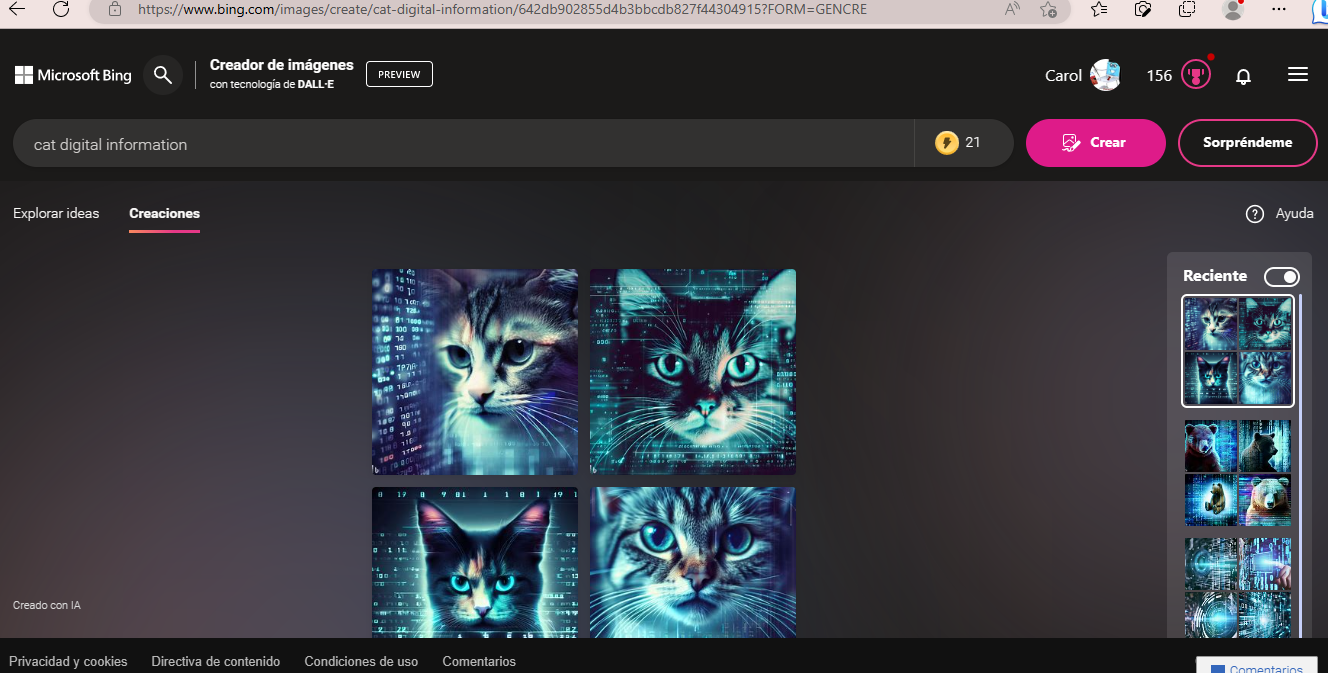 https://www.bing.com/images/create/cat-digital-information/642db902855d4b3bbcdb827f44304915?FORM=GENCRE
Microsoft Bing
Creador de imágenes
con tecnología de DALL·E
PREVIEW
Carol
156
cat digital information
21
Crear
Sorpréndeme
Explorar ideas
Creaciones
Ayuda
Reciente
Creado con IA
Privacidad y cookies
Directiva de contenido
Condiciones de uso
Comentarios
Comentarios